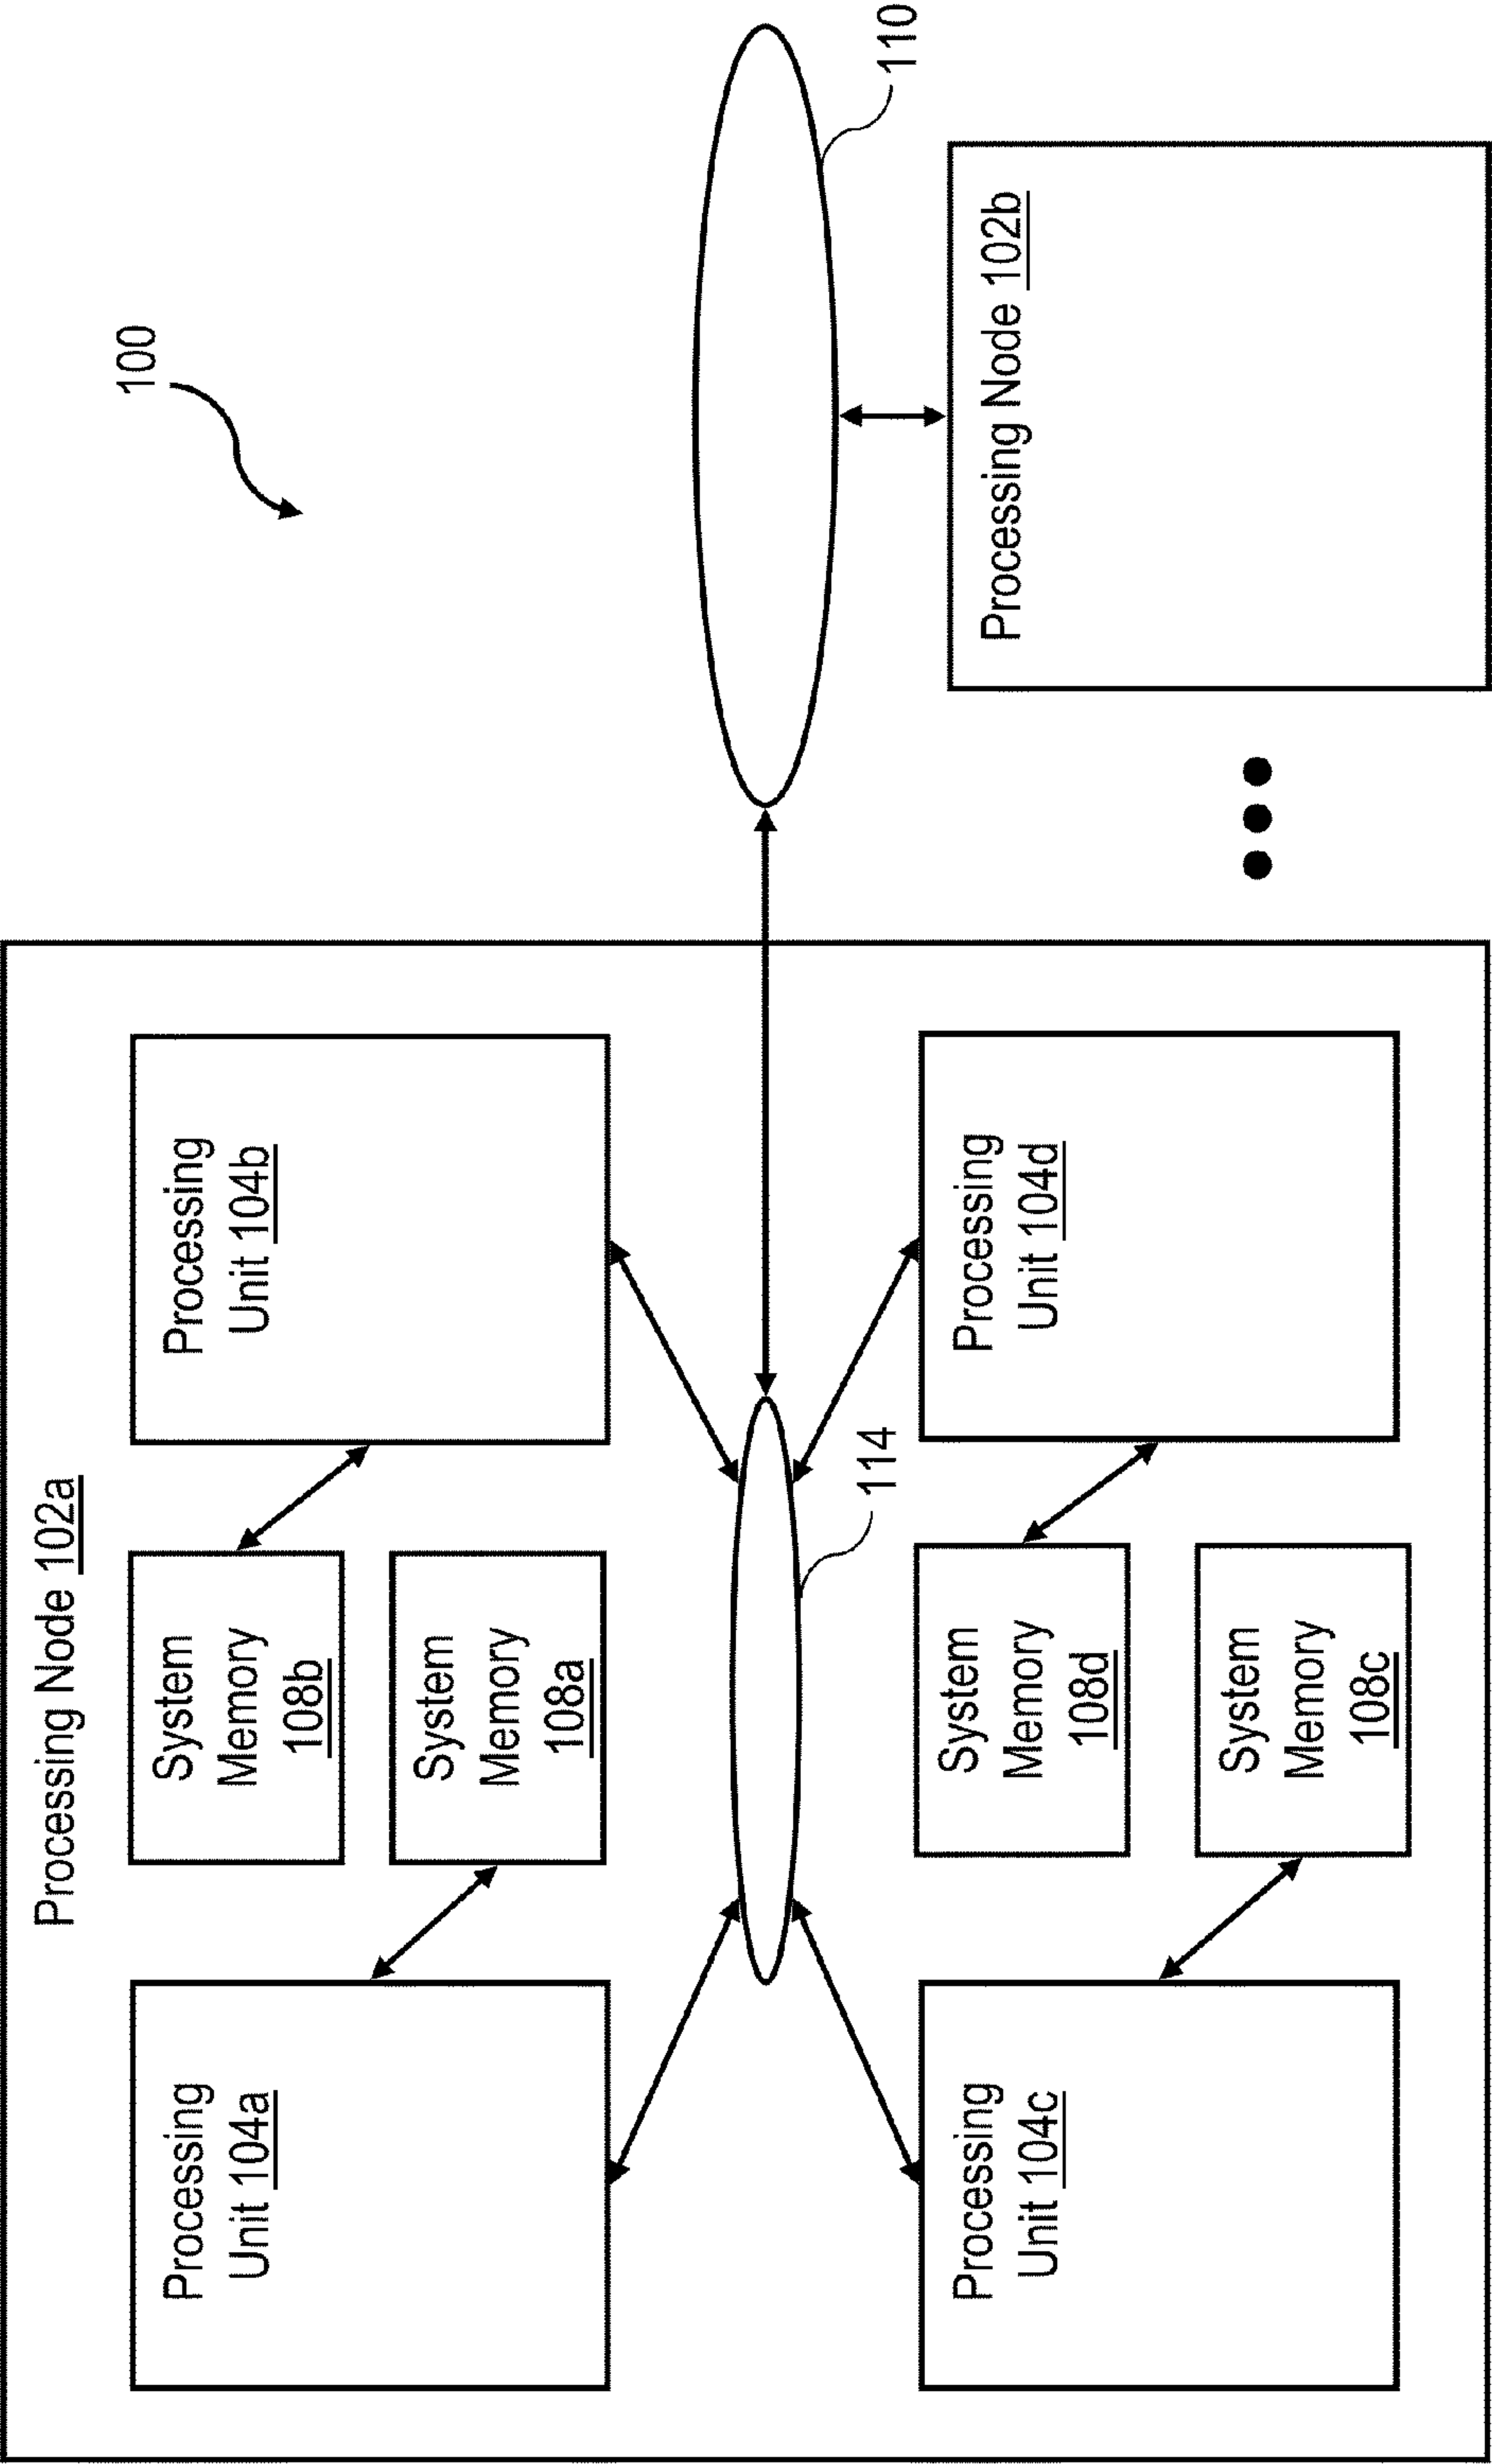 100
Processing Node 102a
Processing
Unit 104a
System
Memory
108b
System
Memory
108a
Processing
Unit 104b
110
114
Processing
Unit 104c
System
Memory
108d
System
Memory
108c
Processing
Unit 104d
Processing Node 102b